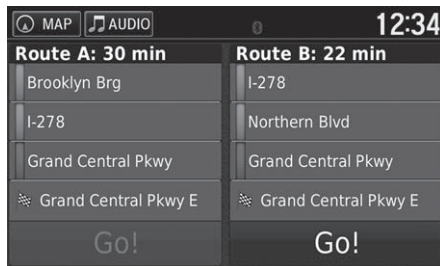 MAP AUDIO 12:34
Route A: 30 min
Brooklyn Brg
I-278
Grand Central Pkwy
Grand Central Pkwy E
Go!
Route B: 22 min
I-278
Northern Blvd
Grand Central Pkwy
Grand Central Pkwy E
Go!